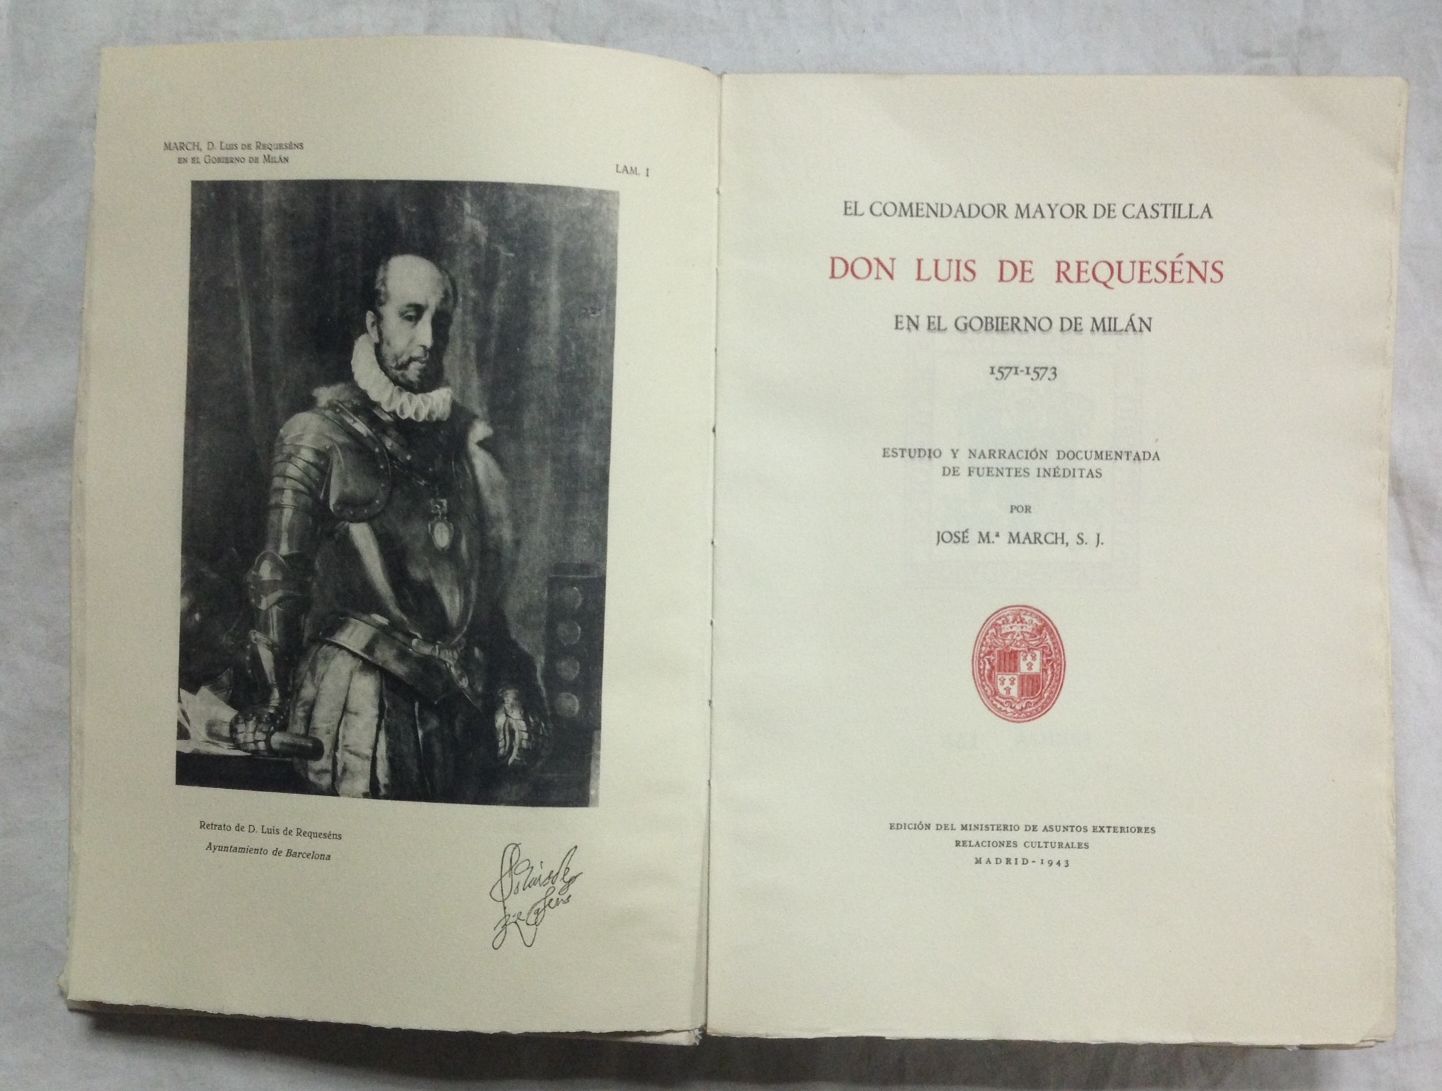 MARCH, D. LUIS DE REQUESÉNS
EN EL GOBIERNO DE MILÁN
LAM. I
Retrato de D. Luis de Requeséns
Ayuntamiento de Barcelona
EL COMENDADOR MAYOR DE CASTILLA
DON LUIS DE REQUESÉNS
EN EL GOBIERNO DE MILÁN
1571-1573
ESTUDIO Y NARRACIÓN DOCUMENTADA
DE FUENTES INÉDITAS
POR
JOSÉ M.ª MARCH, S. J.
EDICIÓN DEL MINISTERIO DE ASUNTOS EXTERIORES
RELACIONES CULTURALES
MADRID-1943